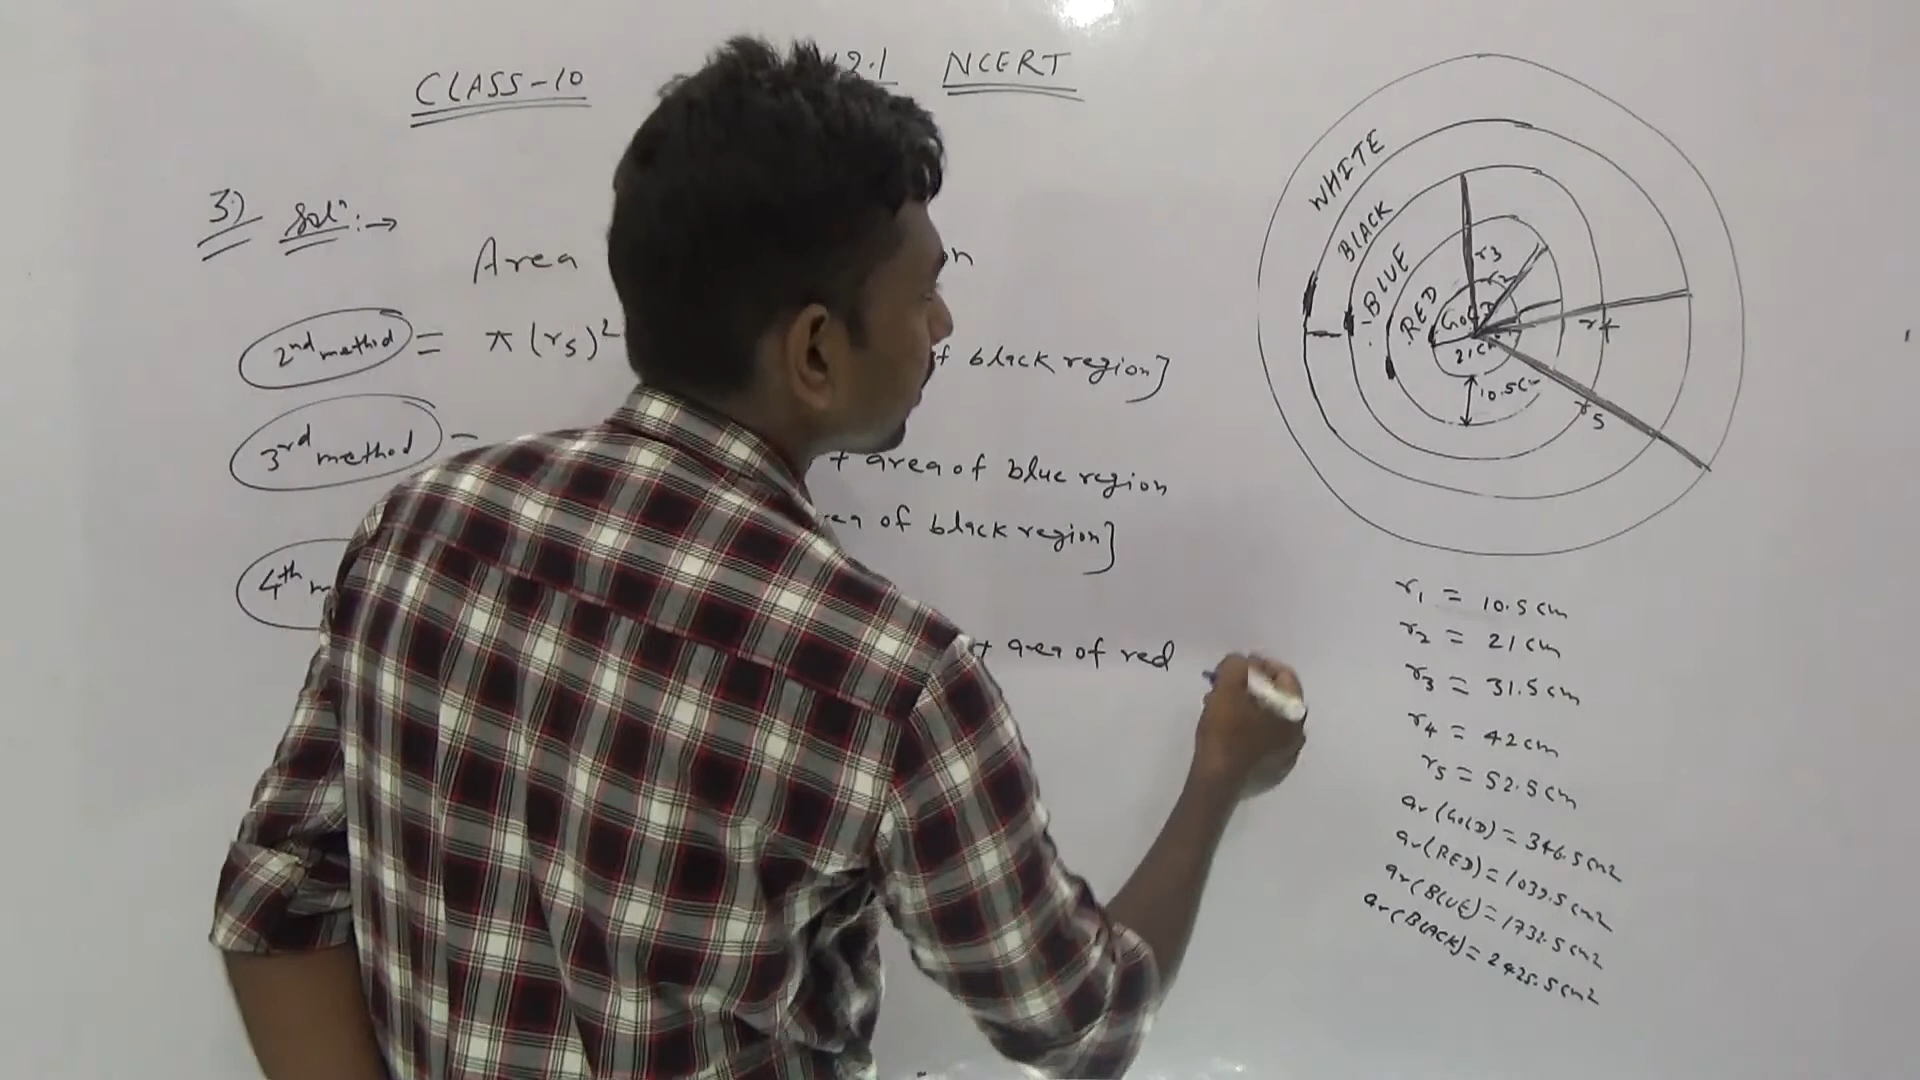 CLASS-10 2.1 NCERT
3) Sol^n :→
Area
2nd method = π(r5)²
of black region]
3rd method =
+ area of blue region
area of black region]
4th
+ area of red
WHITE
BLACK
BLUE
RED
GOLD
21cm
10.5cm
r3
r2
r4
r5
r1 = 10.5 cm
r2 = 21 cm
r3 = 31.5 cm
r4 = 42 cm
r5 = 52.5 cm
ar(GOLD) = 346.5 cm2
ar(RED) = 1039.5 cm2
ar(BLUE) = 1732.5 cm2
ar(BLACK) = 2425.5 cm2